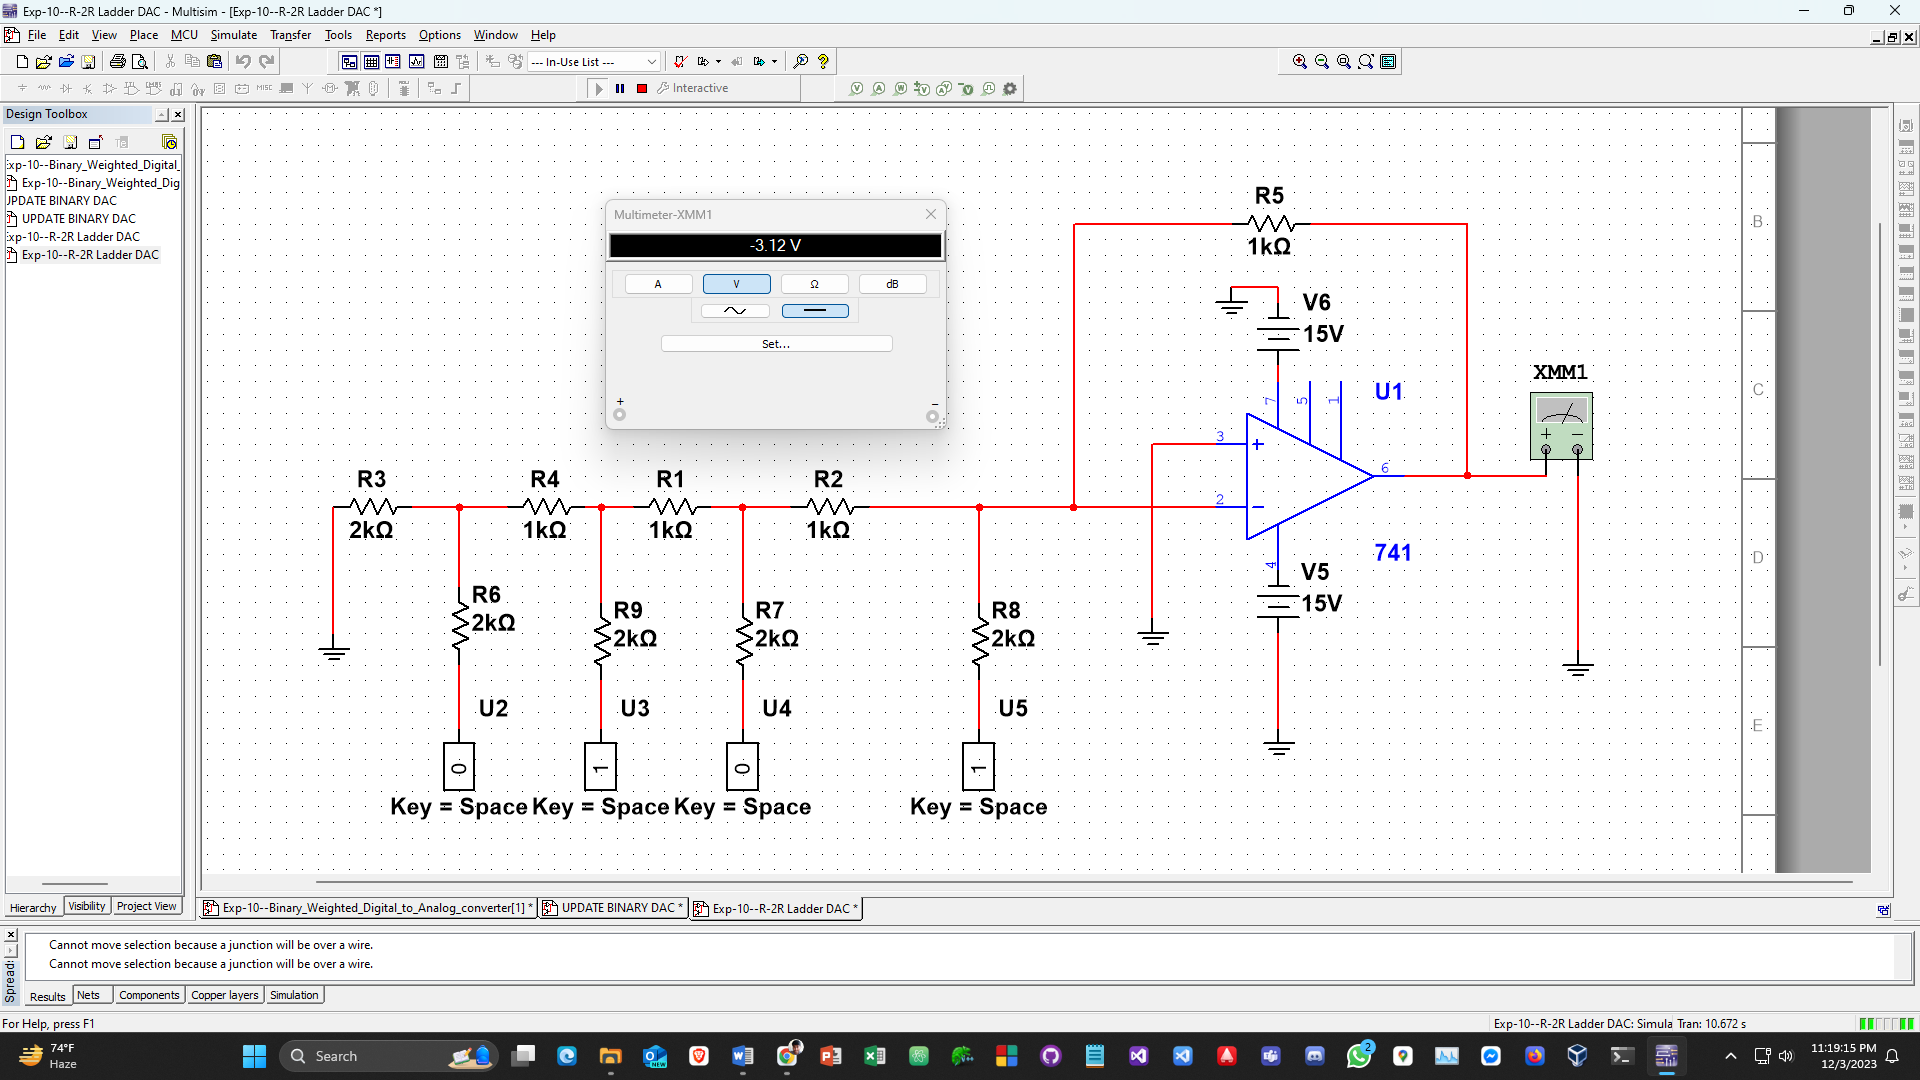 Exp-10--R-2R Ladder DAC - Multisim - [Exp-10--R-2R Ladder DAC *]
File Edit View Place MCU Simulate Transfer Tools Reports Options Window Help
--- In-Use List ---
Interactive
Design Toolbox
Exp-10--Binary_Weighted_Digital_
Exp-10--Binary_Weighted_Dig
UPDATE BINARY DAC
UPDATE BINARY DAC
Exp-10--R-2R Ladder DAC
Exp-10--R-2R Ladder DAC
Hierarchy Visibility Project View
Multimeter-XMM1
-3.12 V
A V Ω dB
Set...
+ −
R5
1kΩ
V6
15V
U1
7 5 1
3
2
6
4
741
V5
15V
XMM1
+ −
R3
2kΩ
R4
1kΩ
R1
1kΩ
R2
1kΩ
R6
2kΩ
R9
2kΩ
R7
2kΩ
R8
2kΩ
U2 U3 U4 U5
0 1 0 1
Key = Space Key = Space Key = Space Key = Space
B
C
D
E
Exp-10--Binary_Weighted_Digital_to_Analog_converter[1] * UPDATE BINARY DAC * Exp-10--R-2R Ladder DAC *
Cannot move selection because a junction will be over a wire.
Cannot move selection because a junction will be over a wire.
Spread:
Results Nets Components Copper layers Simulation
For Help, press F1
Exp-10--R-2R Ladder DAC: Simula Tran: 10.672 s
74°F
Haze
Search
2
11:19:15 PM
12/3/2023